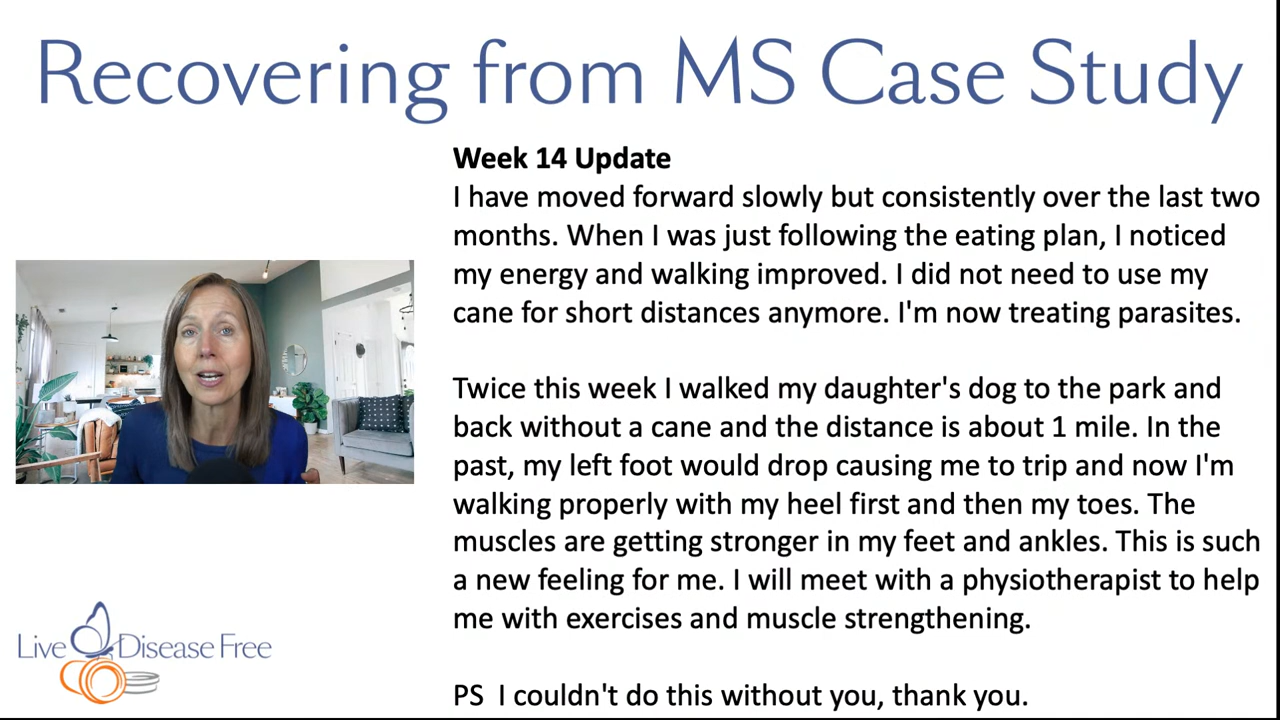 Recovering from MS Case Study
Week 14 Update
I have moved forward slowly but consistently over the last two
months. When I was just following the eating plan, I noticed
my energy and walking improved. I did not need to use my
cane for short distances anymore. I'm now treating parasites.
Twice this week I walked my daughter's dog to the park and
back without a cane and the distance is about 1 mile. In the
past, my left foot would drop causing me to trip and now I'm
walking properly with my heel first and then my toes. The
muscles are getting stronger in my feet and ankles. This is such
a new feeling for me. I will meet with a physiotherapist to help
me with exercises and muscle strengthening.
PS  I couldn't do this without you, thank you.
Live Disease Free